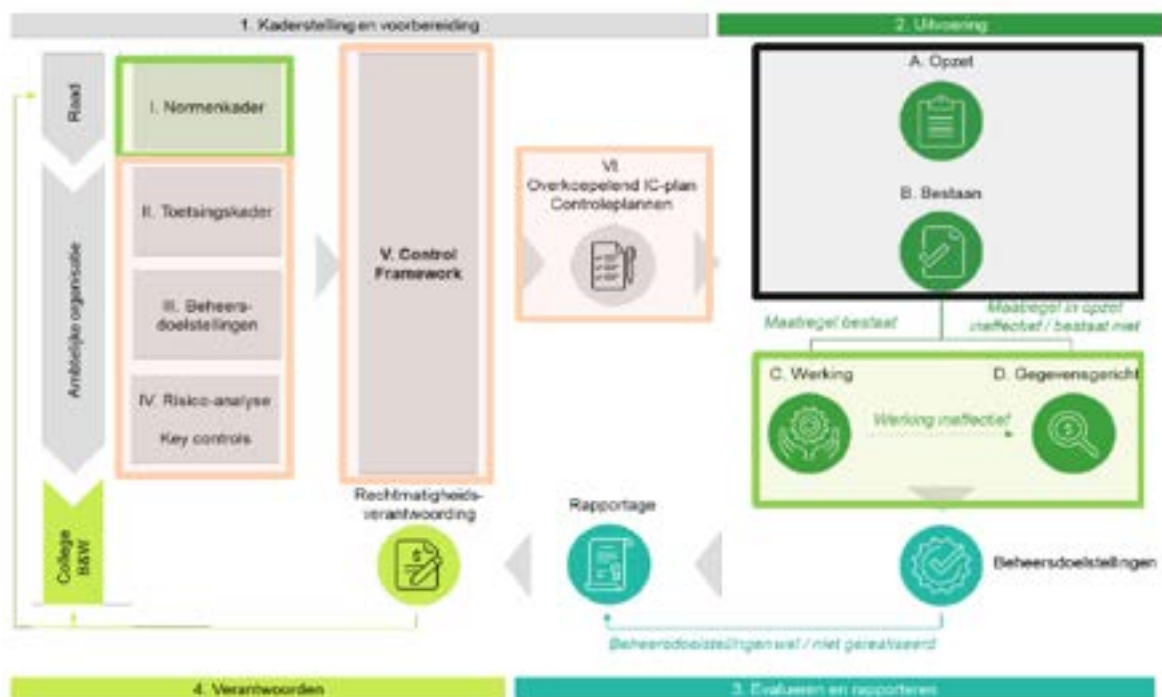 1. Kaderstelling en voorbereiding
2. Uitvoering
Raad
I. Normenkader
Ambtelijke organisatie
II. Toetsingskader
III. Beheers-
doelstellingen
IV. Risico-analyse
Key controls
V. Control
Framework
VI.
Overkoepelend IC-plan
Controleplannen
A. Opzet
B. Bestaan
Maatregel bestaat
Maatregel in opzet
ineffectief / bestaat niet
C. Werking
D. Gegevensgericht
Werking ineffectief
College
B&W
Rechtmatigheids-
verantwoording
Rapportage
Beheersdoelstellingen
Beheersdoelstellingen wel / niet gerealiseerd
4. Verantwoorden
3. Evalueren en rapporteren